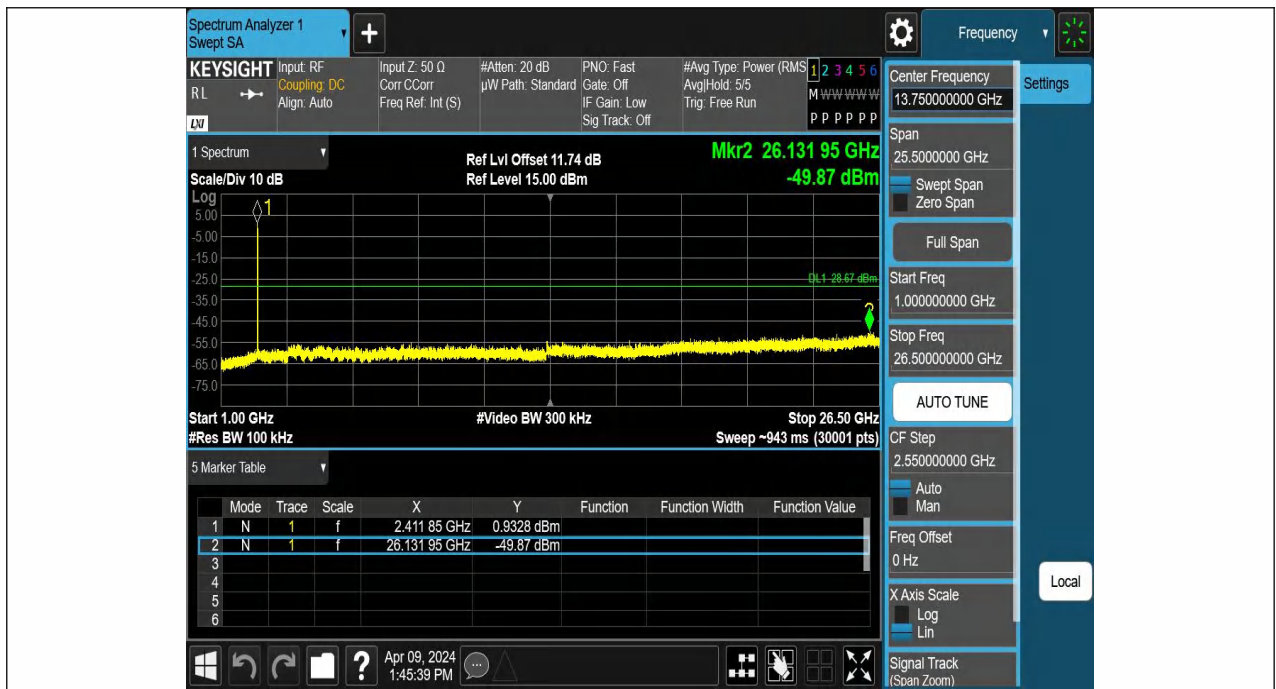 Spectrum Analyzer 1
Swept SA
+
Frequency
KEYSIGHT
RL
LXI
Input: RF
Coupling: DC
Align: Auto
Input Z: 50 Ω
Corr CCorr
Freq Ref: Int (S)
#Atten: 20 dB
µW Path: Standard
PNO: Fast
Gate: Off
IF Gain: Low
Sig Track: Off
#Avg Type: Power (RMS
Avg|Hold: 5/5
Trig: Free Run
1 2 3 4 5 6
M W W W W W
P P P P P P
1 Spectrum
Scale/Div 10 dB
Ref Lvl Offset 11.74 dB
Ref Level 15.00 dBm
Mkr2 26.131 95 GHz
-49.87 dBm
Log
5.00
-5.00
-15.0
-25.0
-35.0
-45.0
-55.0
-65.0
-75.0
1
DL1 -28.67 dBm
Start 1.00 GHz
#Video BW 300 kHz
Stop 26.50 GHz
#Res BW 100 kHz
Sweep ~943 ms (30001 pts)
5 Marker Table
Mode Trace Scale X Y Function Function Width Function Value
1 N 1 f 2.411 85 GHz 0.9328 dBm
2 N 1 f 26.131 95 GHz -49.87 dBm
3
4
5
6
?
Apr 09, 2024
1:45:39 PM
Center Frequency
13.750000000 GHz
Settings
Span
25.5000000 GHz
Swept Span
Zero Span
Full Span
Start Freq
1.000000000 GHz
Stop Freq
26.500000000 GHz
AUTO TUNE
CF Step
2.550000000 GHz
Auto
Man
Freq Offset
0 Hz
Local
X Axis Scale
Log
Lin
Signal Track
(Span Zoom)